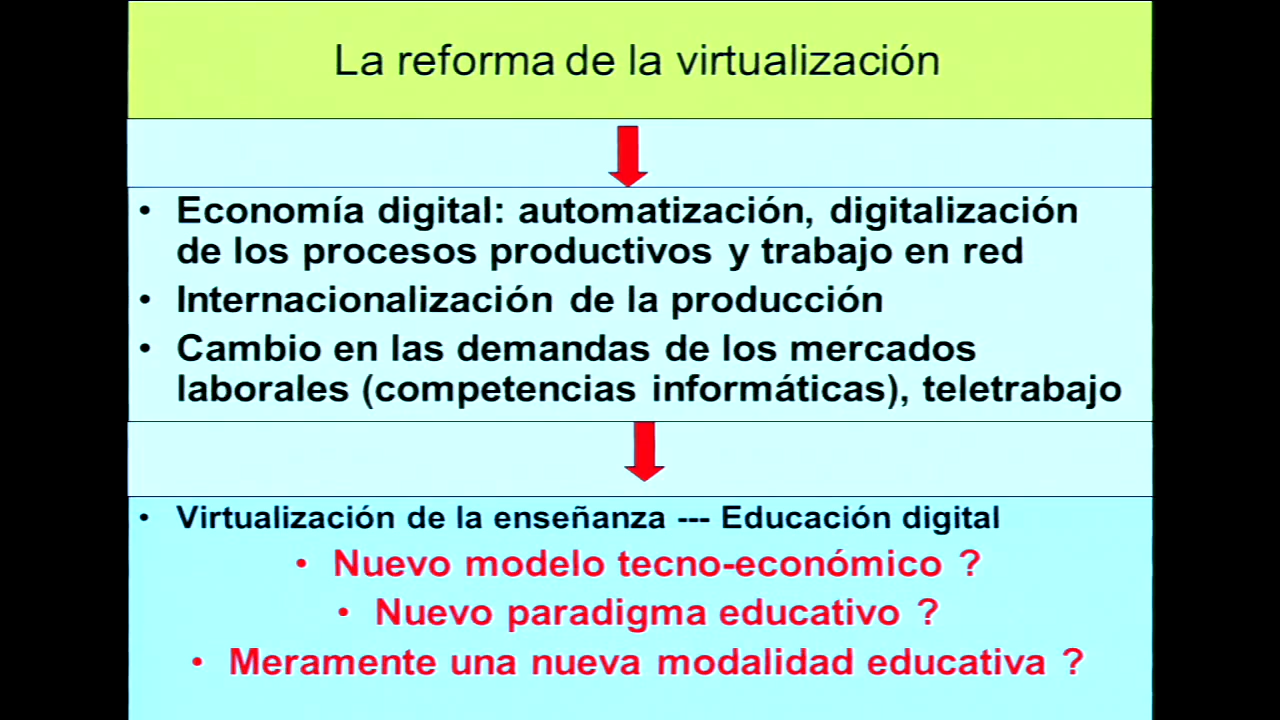 La reforma de la virtualización
• Economía digital: automatización, digitalización
de los procesos productivos y trabajo en red
• Internacionalización de la producción
• Cambio en las demandas de los mercados
laborales (competencias informáticas), teletrabajo
• Virtualización de la enseñanza --- Educación digital
• Nuevo modelo tecno-económico ?
• Nuevo paradigma educativo ?
• Meramente una nueva modalidad educativa ?